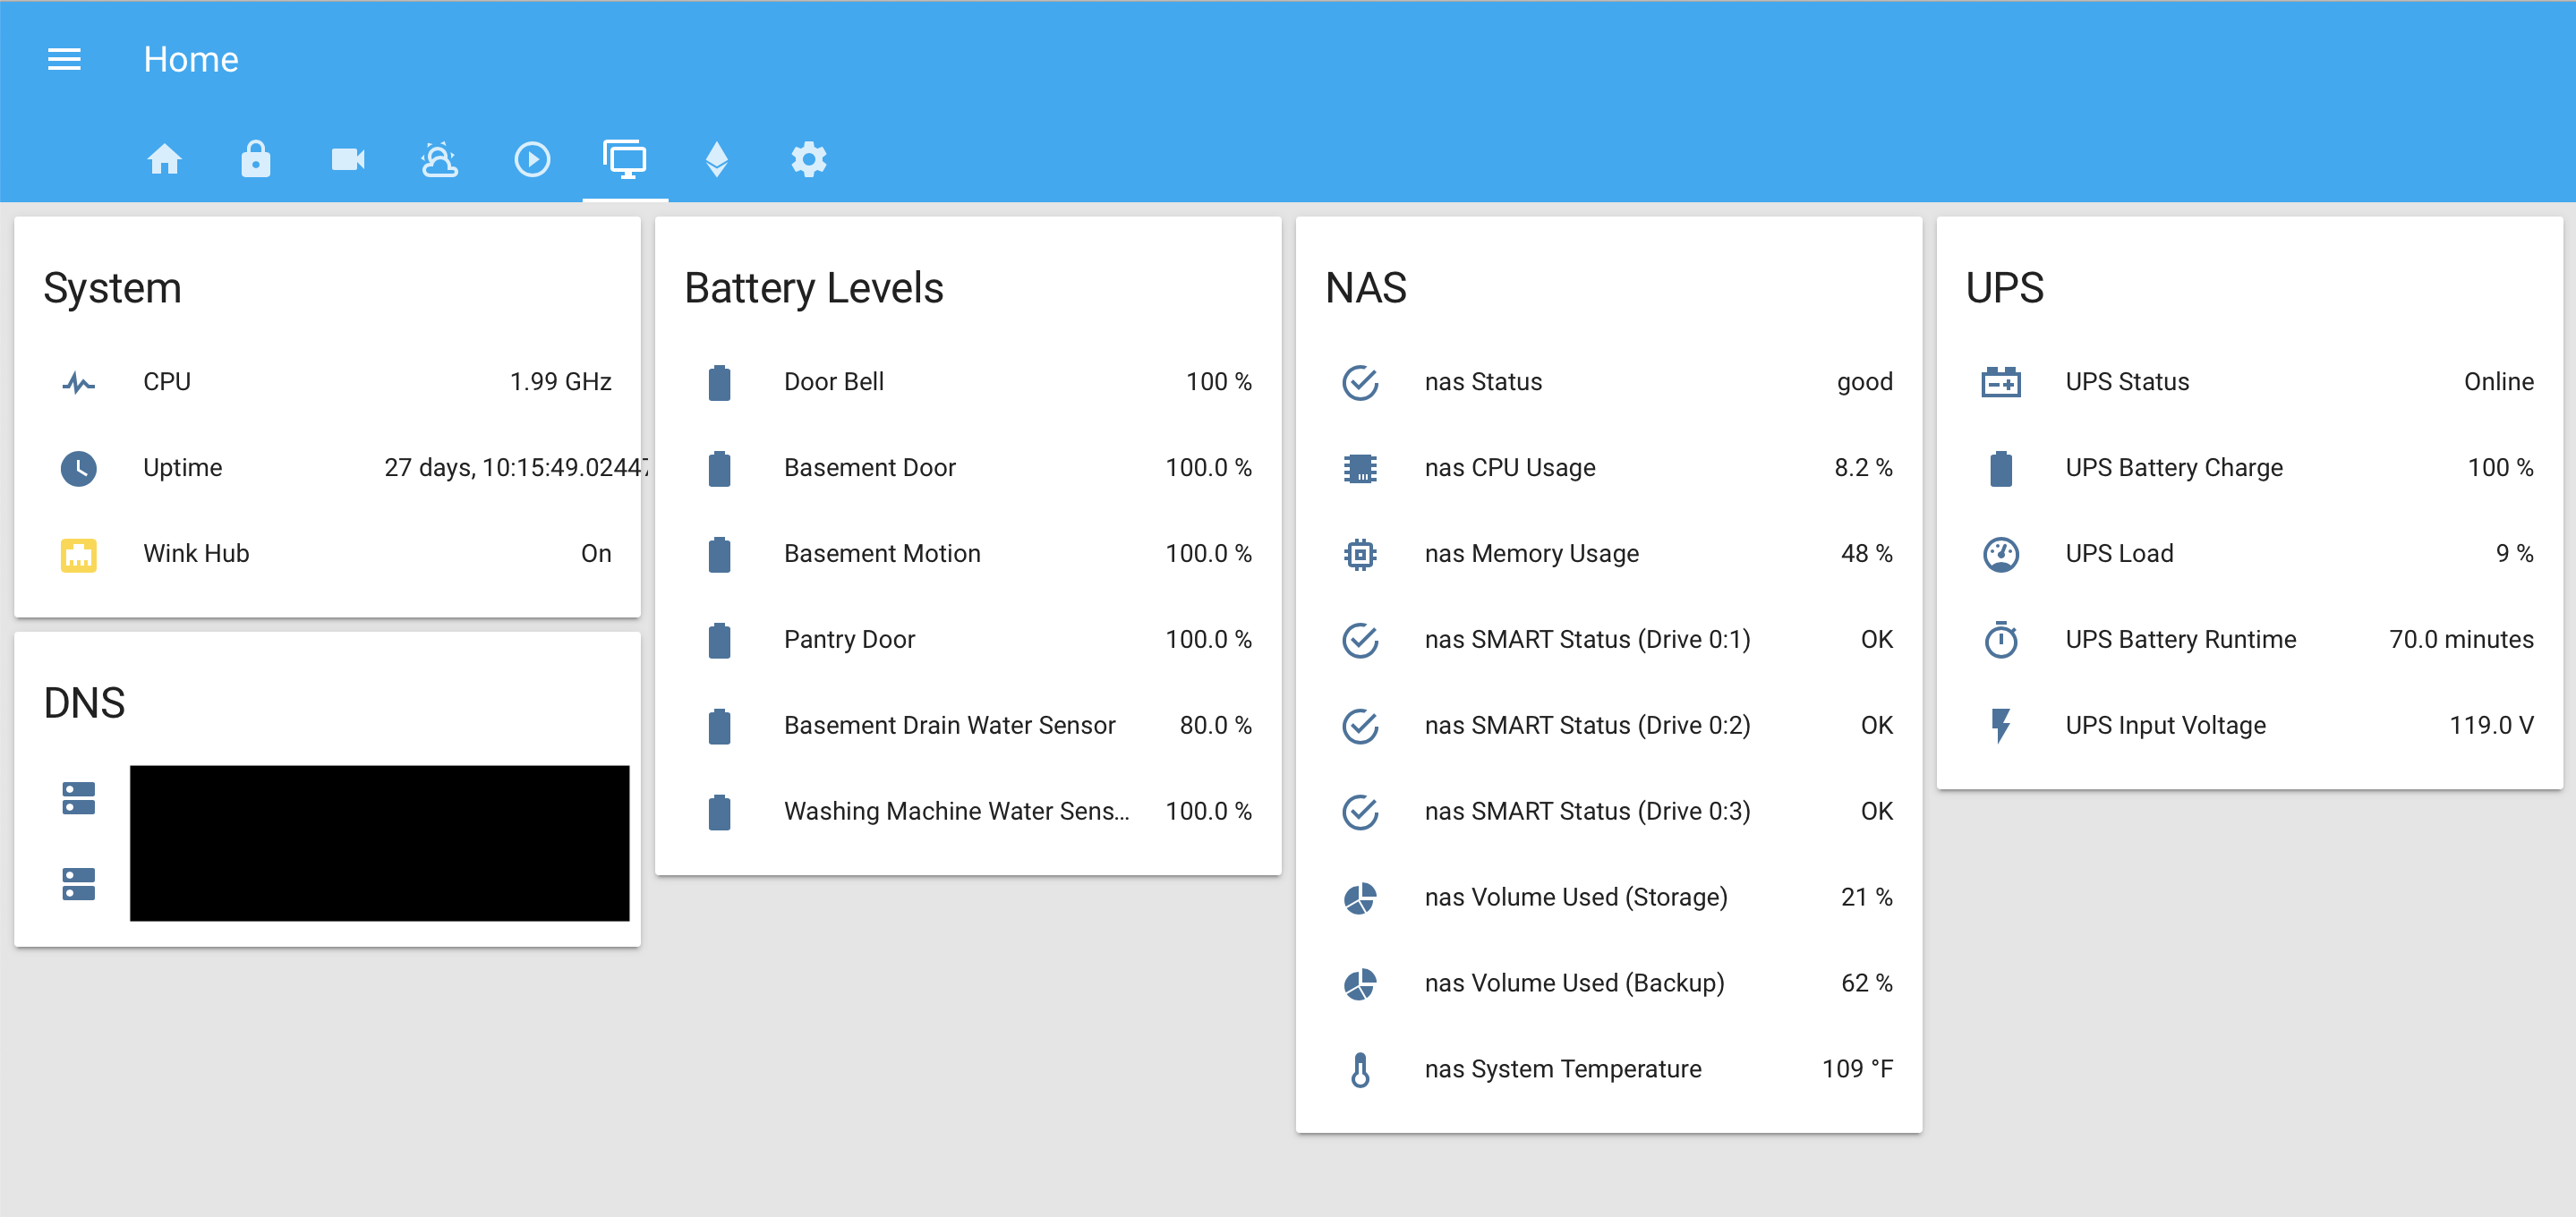 Home
System
CPU 1.99 GHz
Uptime 27 days, 10:15:49.02447
Wink Hub On
DNS
Battery Levels
Door Bell 100 %
Basement Door 100.0 %
Basement Motion 100.0 %
Pantry Door 100.0 %
Basement Drain Water Sensor 80.0 %
Washing Machine Water Sens... 100.0 %
NAS
nas Status good
nas CPU Usage 8.2 %
nas Memory Usage 48 %
nas SMART Status (Drive 0:1) OK
nas SMART Status (Drive 0:2) OK
nas SMART Status (Drive 0:3) OK
nas Volume Used (Storage) 21 %
nas Volume Used (Backup) 62 %
nas System Temperature 109 °F
UPS
UPS Status Online
UPS Battery Charge 100 %
UPS Load 9 %
UPS Battery Runtime 70.0 minutes
UPS Input Voltage 119.0 V